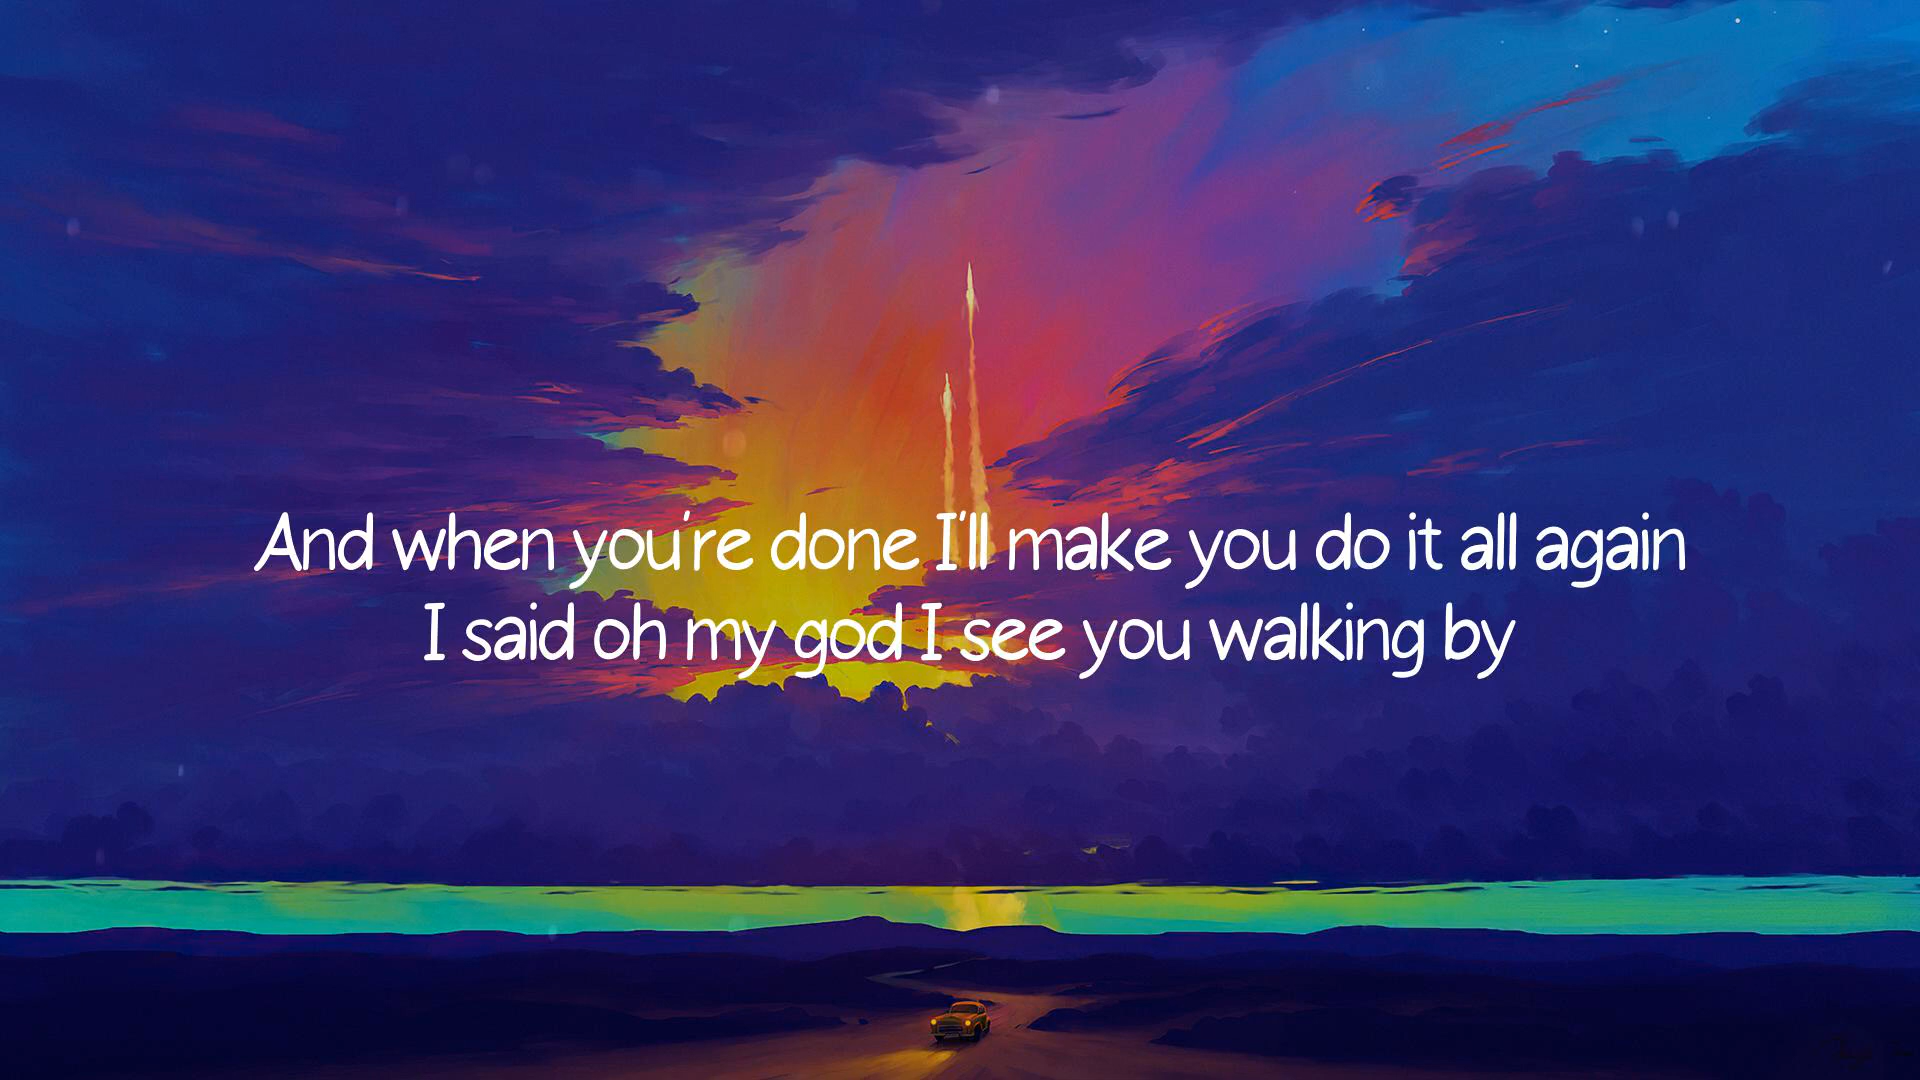 And when you're done I'll make you do it all again
I said oh my god I see you walking by